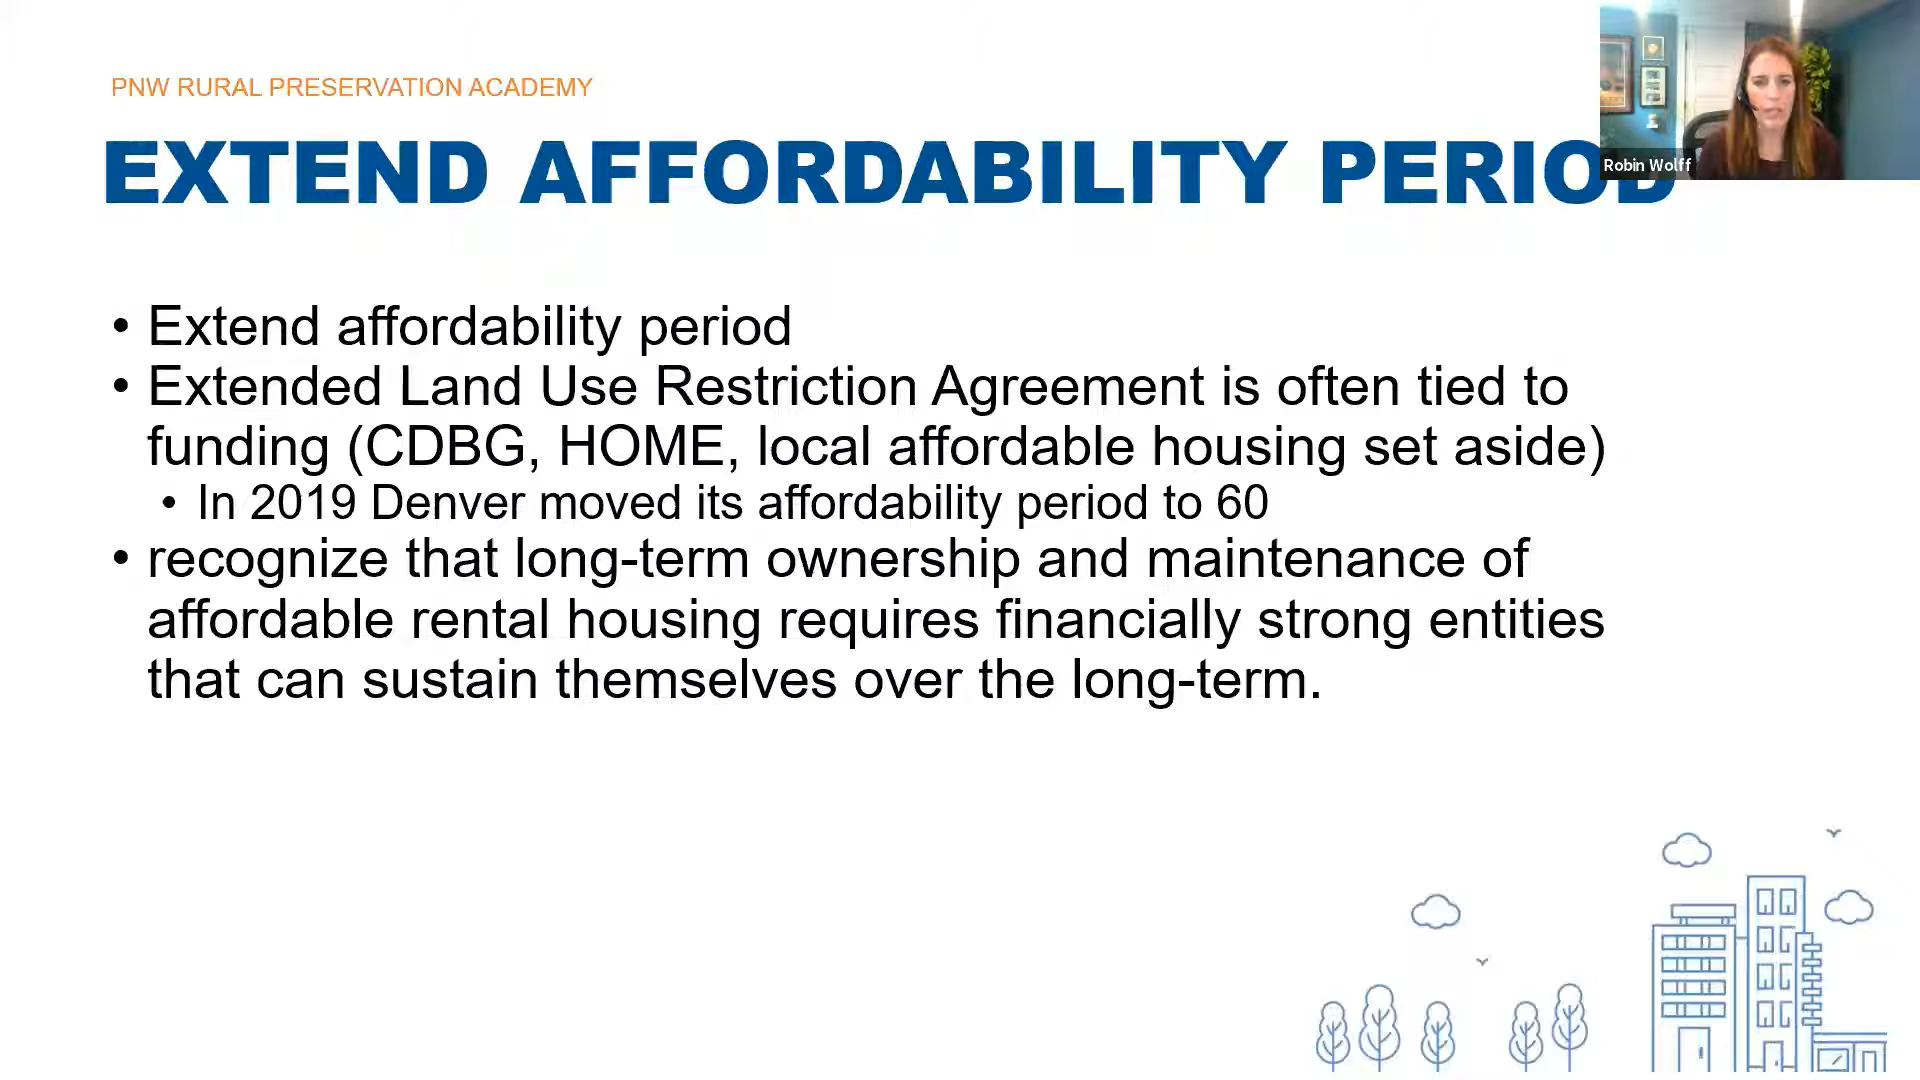 PNW RURAL PRESERVATION ACADEMY
EXTEND AFFORDABILITY PERIOD
Robin Wolff
• Extend affordability period
• Extended Land Use Restriction Agreement is often tied to
funding (CDBG, HOME, local affordable housing set aside)
• In 2019 Denver moved its affordability period to 60
• recognize that long-term ownership and maintenance of
affordable rental housing requires financially strong entities
that can sustain themselves over the long-term.